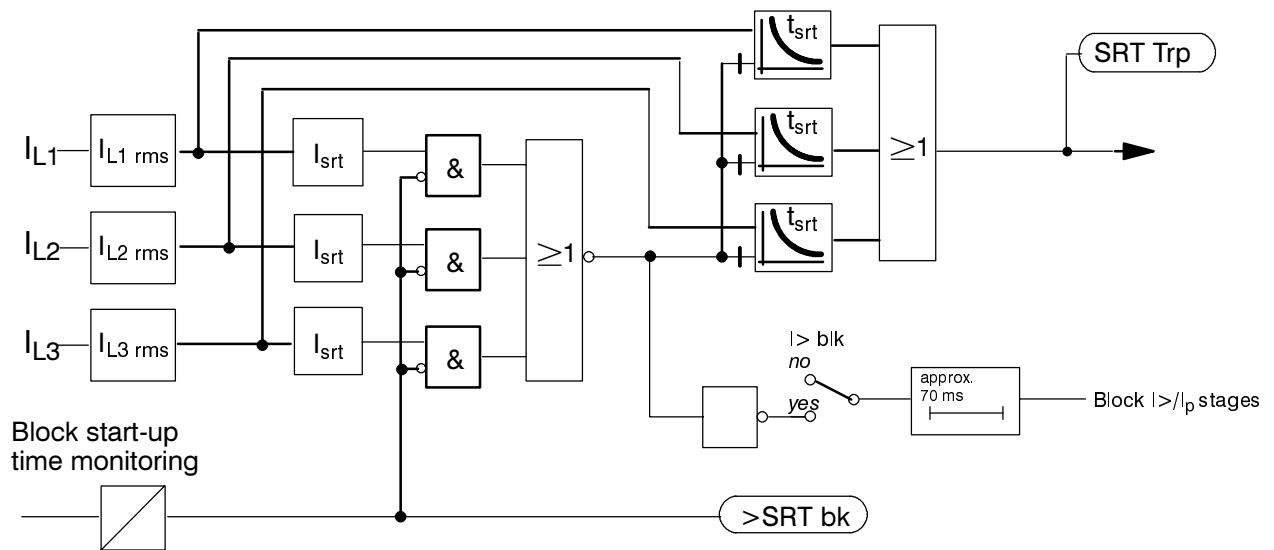 t_srt
SRT Trp
I_L1
I_L1 rms
I_srt
&
t_srt
≥1
I_L2
I_L2 rms
I_srt
&
≥1
t_srt
I_L3
I_L3 rms
I_srt
&
I> blk
no
yes
approx.
70 ms
Block I>/I_p stages
Block start-up
time monitoring
>SRT bk